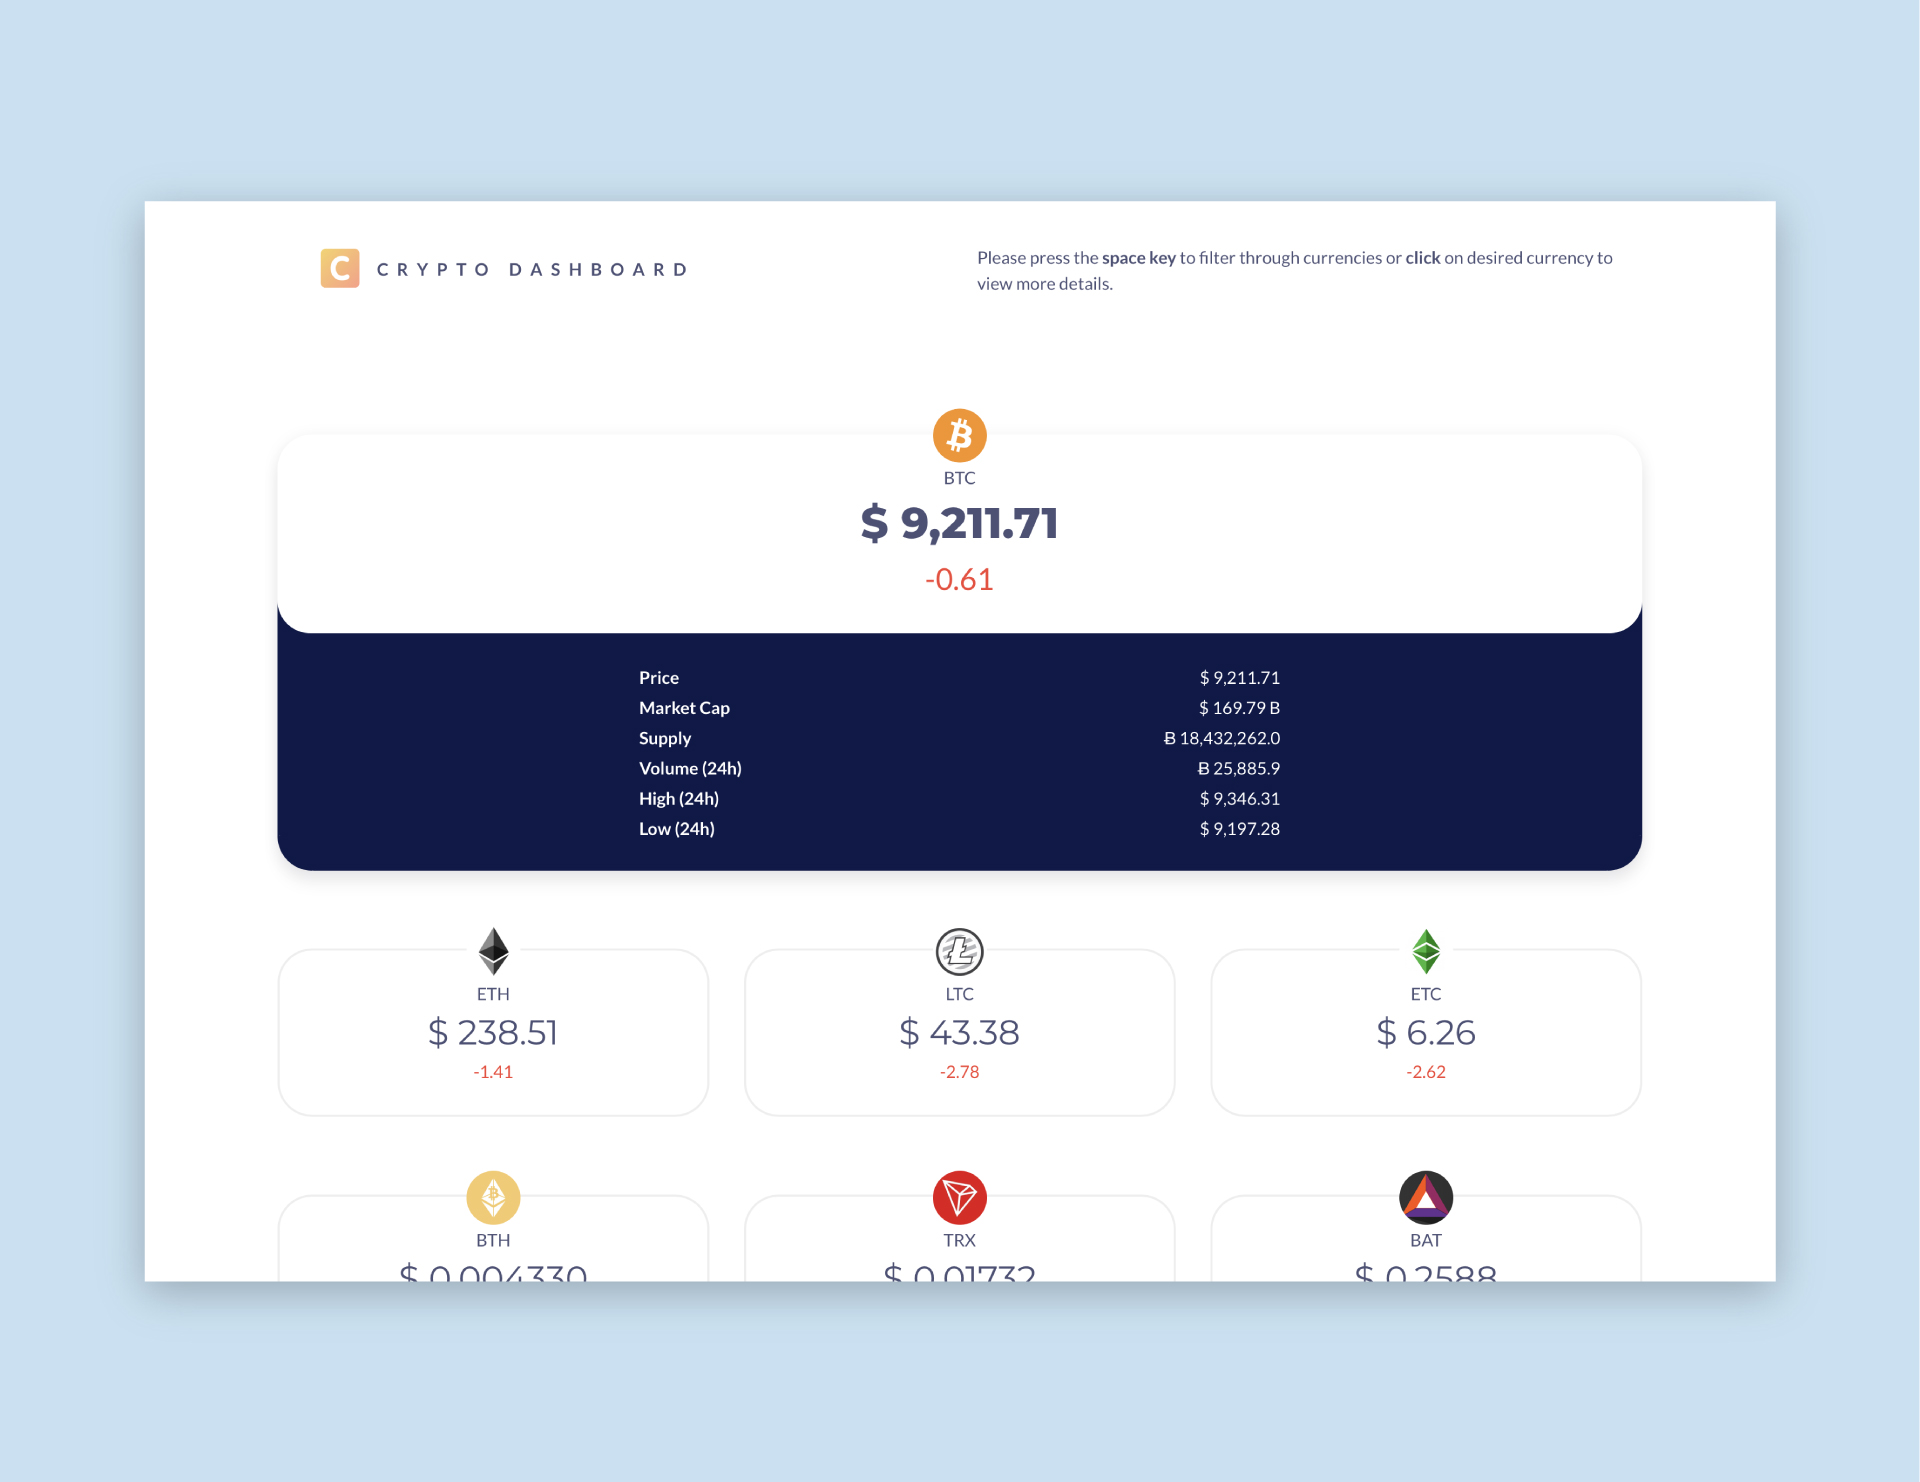 C CRYPTO DASHBOARD
Please press the space key to filter through currencies or click on desired currency to
view more details.
BTC
$ 9,211.71
-0.61
Price $ 9,211.71
Market Cap $ 169.79 B
Supply Ƀ 18,432,262.0
Volume (24h) Ƀ 25,885.9
High (24h) $ 9,346.31
Low (24h) $ 9,197.28
ETH LTC ETC
$ 238.51 $ 43.38 $ 6.26
-1.41 -2.78 -2.62
BTH TRX BAT
$ 0.004330 $ 0.01732 $ 0.2588